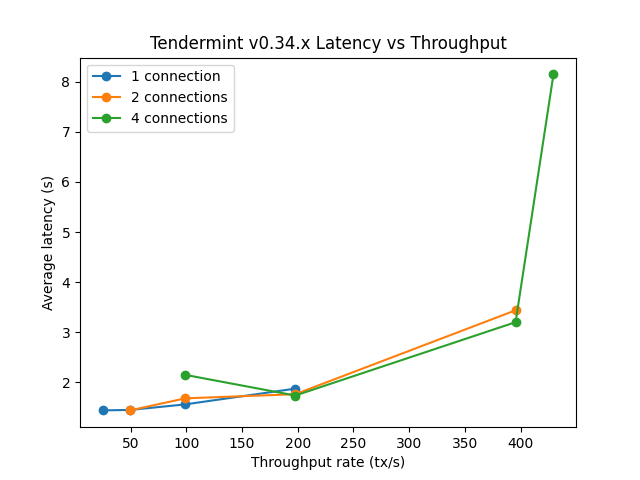 Tendermint v0.34.x Latency vs Throughput
1 connection
2 connections
4 connections
8
7
6
5
4
3
2
Average latency (s)
50 100 150 200 250 300 350 400
Throughput rate (tx/s)